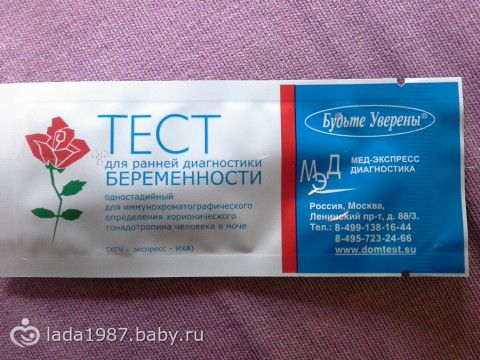 ТЕСТ
для ранней диагностики
БЕРЕМЕННОСТИ
одностадийный
для иммунохроматографического
определения хорионического
гонадотропина человека в моче
(ХГЧ - экспресс - ИХА)
Будьте Уверены®
МЭД
МЕД-ЭКСПРЕСС
ДИАГНОСТИКА
Россия, Москва,
Ленинский пр-т, д. 88/3.
Тел.: 8-499-138-16-44
8-495-723-24-66
www.domtest.su
lada1987.baby.ru